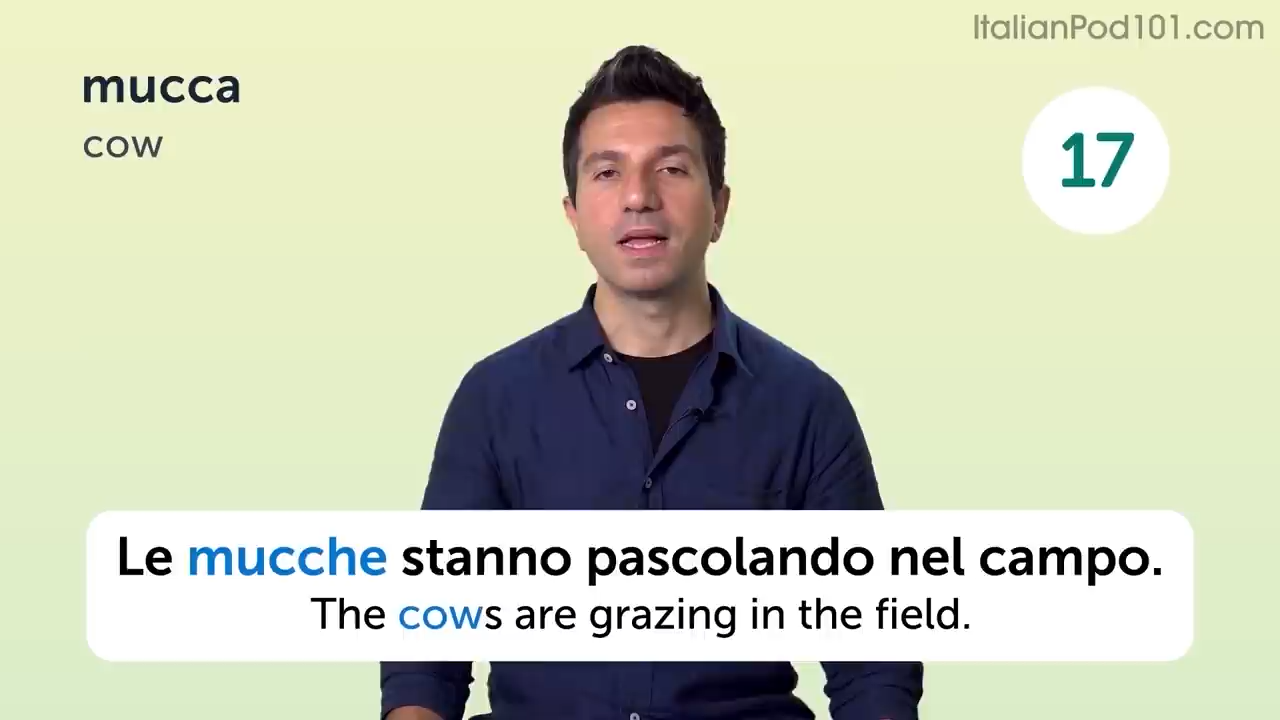 ItalianPod101.com
mucca
cow
17
Le mucche stanno pascolando nel campo.
The cows are grazing in the field.